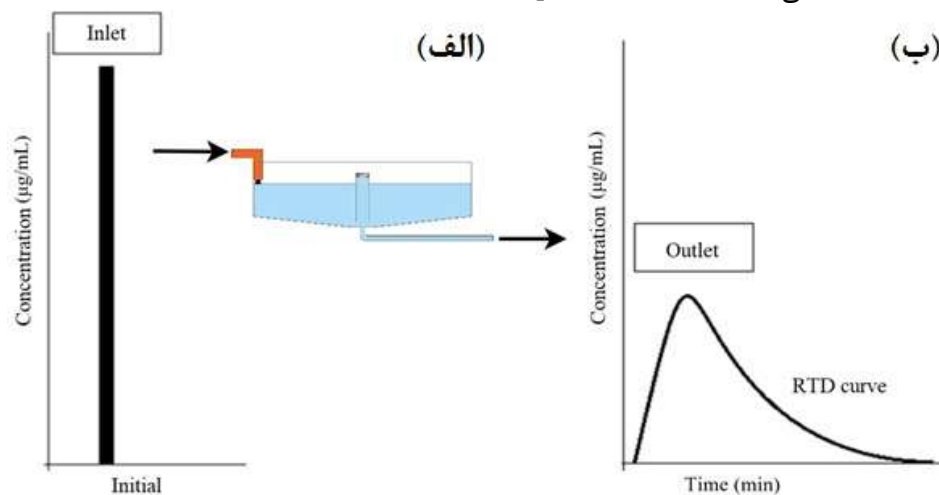 Inlet
(الف)
Concentration (µg/mL)
Initial
(ب)
Concentration (µg/mL)
Outlet
RTD curve
Time (min)